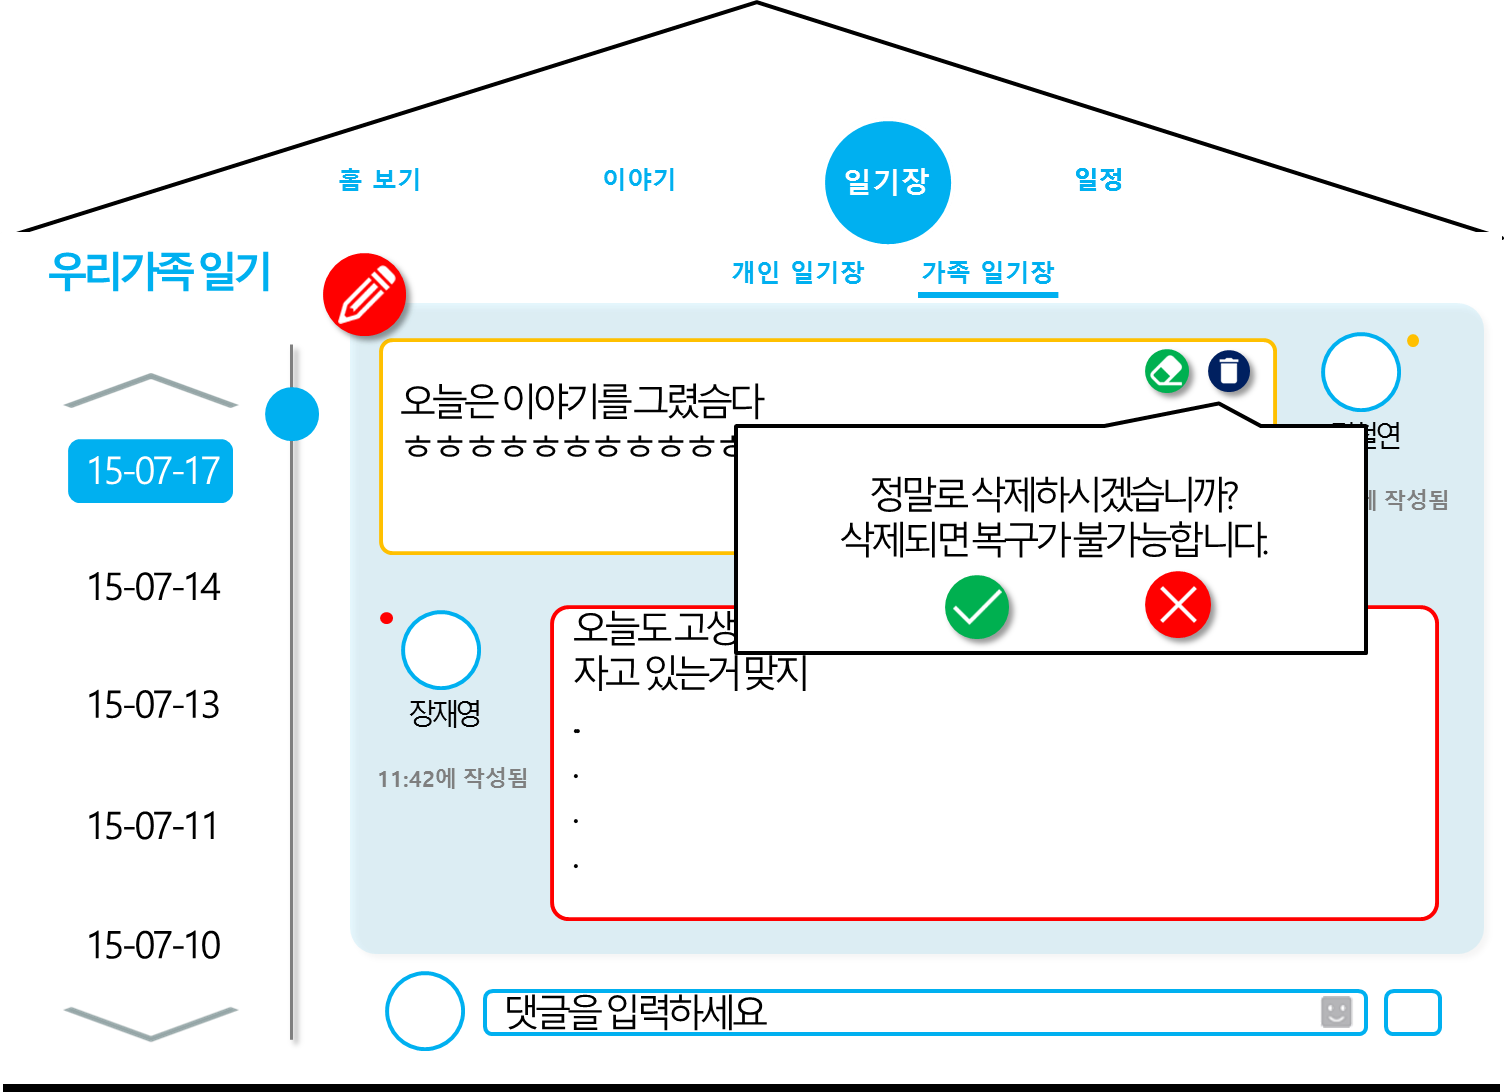 홈 보기
이야기
일기장
일정
우리가족 일기
개인 일기장
가족 일기장
오늘은 이야기를 그렸슴다
ㅎㅎㅎㅎㅎㅎㅎㅎㅎㅎ
정말로 삭제하시겠습니까?
삭제되면 복구가 불가능합니다.
작성됨
15-07-17
15-07-14
15-07-13
15-07-11
15-07-10
오늘도 고생
자고 있는거 맞지
.
.
.
.
장재영
11:42에 작성됨
댓글을 입력하세요